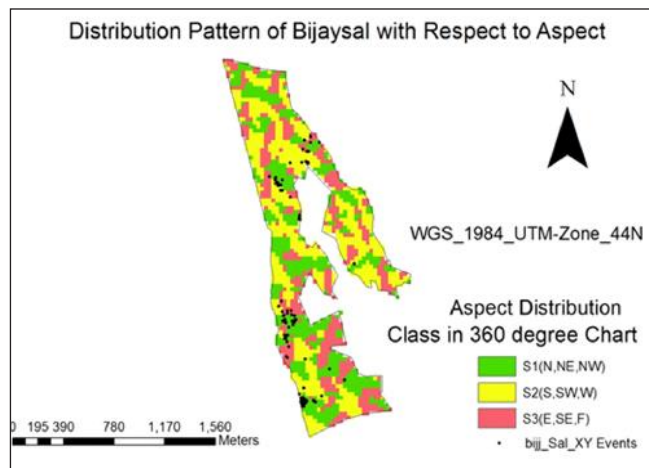 Distribution Pattern of Bijaysal with Respect to Aspect
N
WGS_1984_UTM-Zone_44N
Aspect Distribution
Class in 360 degree Chart
S1(N,NE,NW)
S2(S,SW,W)
S3(E,SE,F)
bijj_Sal_XY Events
0 195 390 780 1,170 1,560
Meters